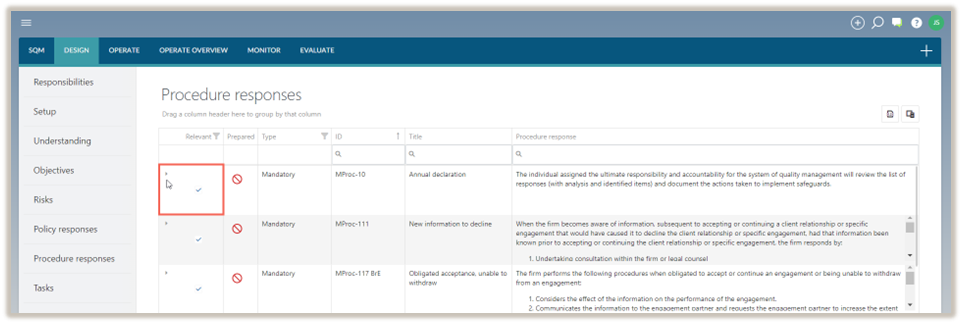 JS
SQM DESIGN OPERATE OPERATE OVERVIEW MONITOR EVALUATE
Responsibilities
Setup
Understanding
Objectives
Risks
Policy responses
Procedure responses
Tasks
Procedure responses
Drag a column header here to group by that column
Relevant Prepared Type ID Title Procedure response
Mandatory MProc-10 Annual declaration The individual assigned the ultimate responsibility and accountability for the system of quality management will review the list of
responses (with analysis and identified items) and document the actions taken to implement safeguards.
Mandatory MProc-111 New information to decline When the firm becomes aware of information, subsequent to accepting or continuing a client relationship or specific
engagement that would have caused it to decline the client relationship or specific engagement, had that information been
known prior to accepting or continuing the client relationship or specific engagement, the firm responds by:
1. Undertaking consultation within the firm or legal counsel
Mandatory MProc-117 BrE Obligated acceptance, unable to The firm performs the following procedures when obligated to accept or continue an engagement or being unable to withdraw
withdraw from an engagement:
1. Considers the effect of the information on the performance of the engagement.
2. Communicates the information to the engagement partner and requests the engagement partner to increase the extent